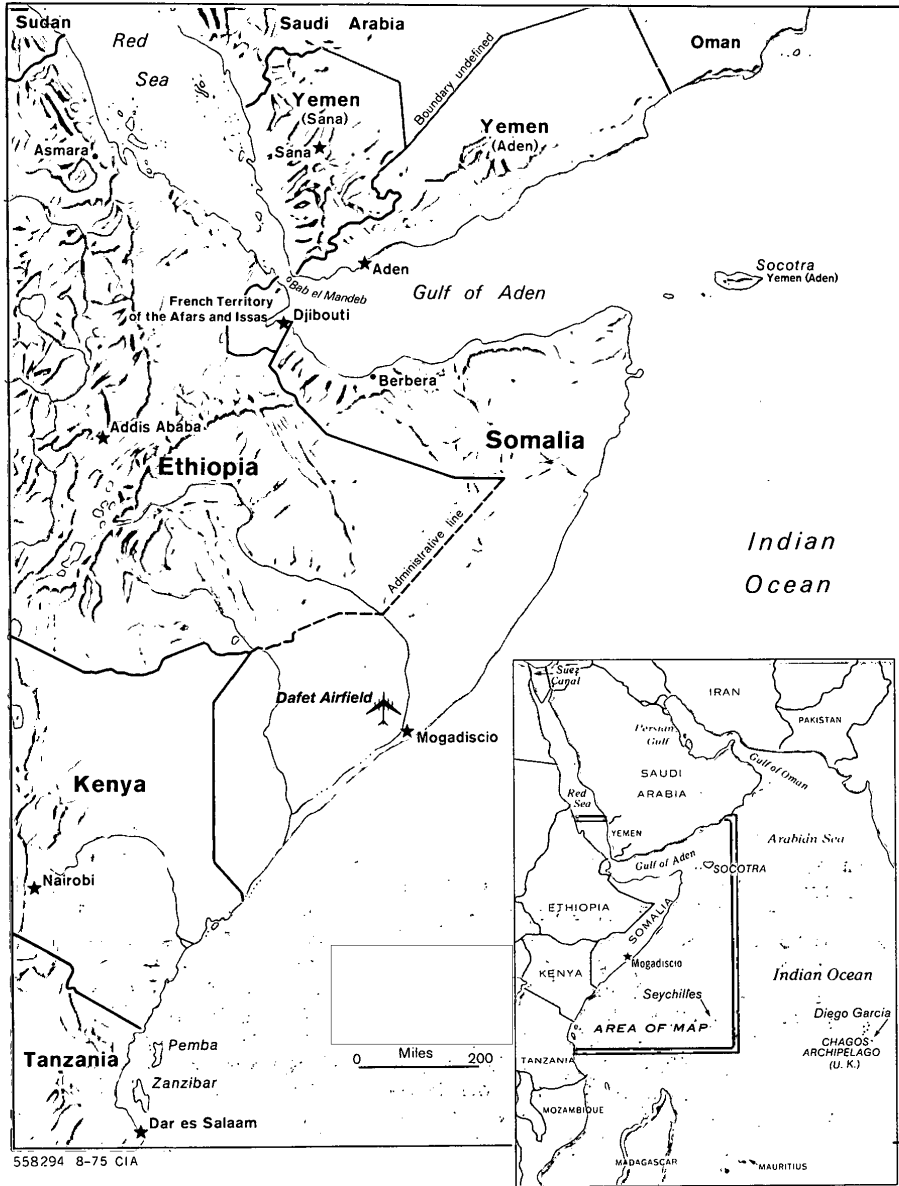 Sudan
Red
Sea
Saudi Arabia
Oman
Boundary undefined
Yemen
(Sana)
Sana
Yemen
(Aden)
Asmara
Aden
Socotra
Yemen (Aden)
Bab el Mandeb
Gulf of Aden
French Territory
of the Afars and Issas
Djibouti
Berbera
Addis Ababa
Ethiopia
Somalia
Administrative line
Indian
Ocean
Dafet Airfield
Mogadiscio
Kenya
Nairobi
Tanzania
Pemba
Zanzibar
Dar es Salaam
Miles
0 200
558294 8-75 CIA
Suez
Canal
IRAN
PAKISTAN
Persian
Gulf
Gulf of Oman
SAUDI
ARABIA
Red
Sea
YEMEN
Arabian Sea
Gulf of Aden
SOCOTRA
ETHIOPIA
SOMALIA
Mogadiscio
KENYA
Indian Ocean
Seychilles
Diego Garcia
AREA OF MAP
CHAGOS
ARCHIPELAGO
(U.K.)
TANZANIA
MOZAMBIQUE
MADAGASCAR
MAURITIUS